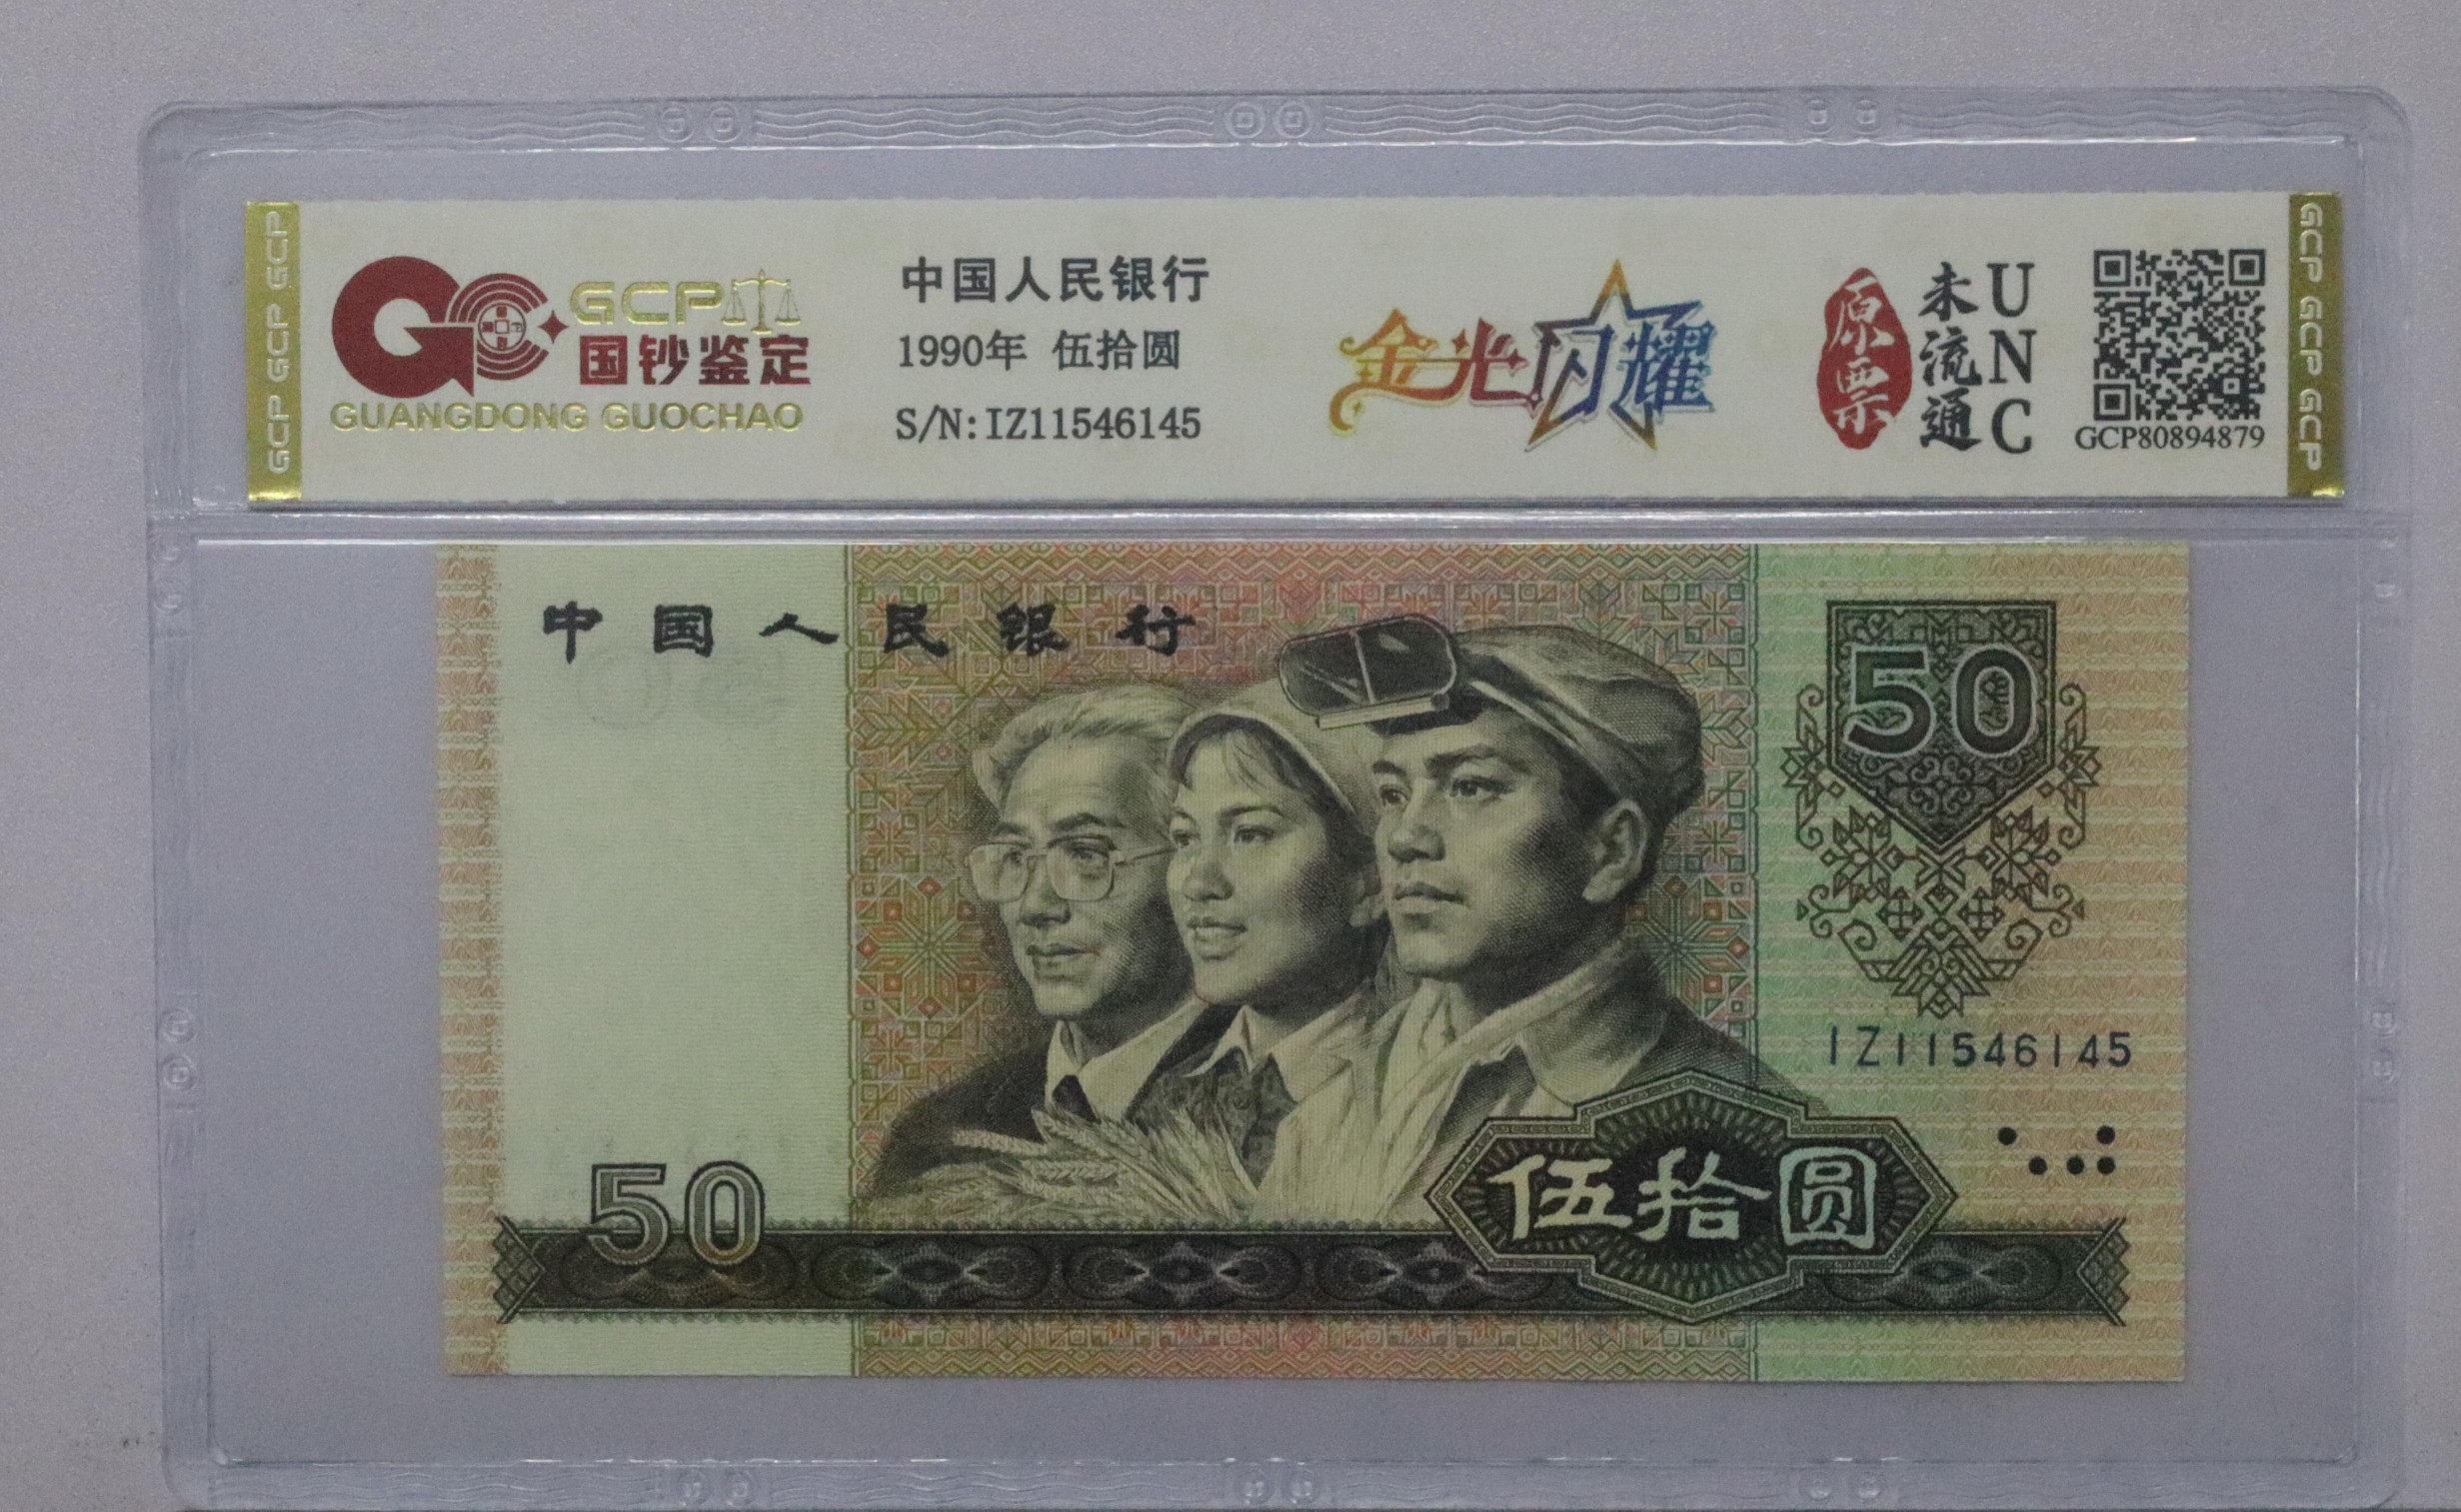 GCP GCP GCP
GCP
国钞鉴定
GUANGDONG GUOCHAO
中国人民银行
1990年 伍拾圆
S/N:IZ11546145
金光闪耀
原票
未流通
UNC
GCP80894879
GCP GCP GCP
中国人民银行
50
IZ11546145
50
伍拾圆